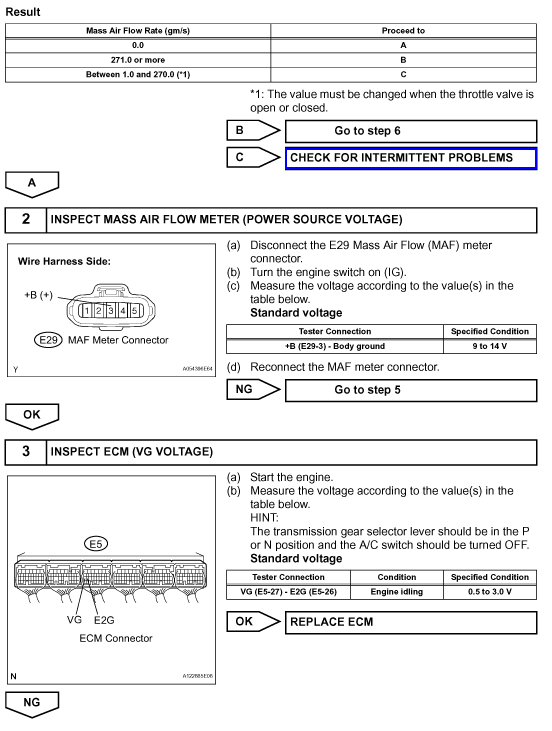 Result
Mass Air Flow Rate (gm/s) Proceed to
0.0 A
271.0 or more B
Between 1.0 and 270.0 (*1) C
*1: The value must be changed when the throttle valve is
open or closed.
B Go to step 6
C CHECK FOR INTERMITTENT PROBLEMS
A
2 INSPECT MASS AIR FLOW METER (POWER SOURCE VOLTAGE)
Wire Harness Side:
+B (+)
1 2 3 4 5
E29 MAF Meter Connector
Y A054396E64
(a) Disconnect the E29 Mass Air Flow (MAF) meter
connector.
(b) Turn the engine switch on (IG).
(c) Measure the voltage according to the value(s) in the
table below.
Standard voltage
Tester Connection Specified Condition
+B (E29-3) - Body ground 9 to 14 V
(d) Reconnect the MAF meter connector.
NG Go to step 5
OK
3 INSPECT ECM (VG VOLTAGE)
E5
VG E2G
ECM Connector
N
(a) Start the engine.
(b) Measure the voltage according to the value(s) in the
table below.
HINT:
The transmission gear selector lever should be in the P
or N position and the A/C switch should be turned OFF.
Standard voltage
Tester Connection Condition Specified Condition
VG (E5-27) - E2G (E5-26) Engine idling 0.5 to 3.0 V
OK REPLACE ECM
NG